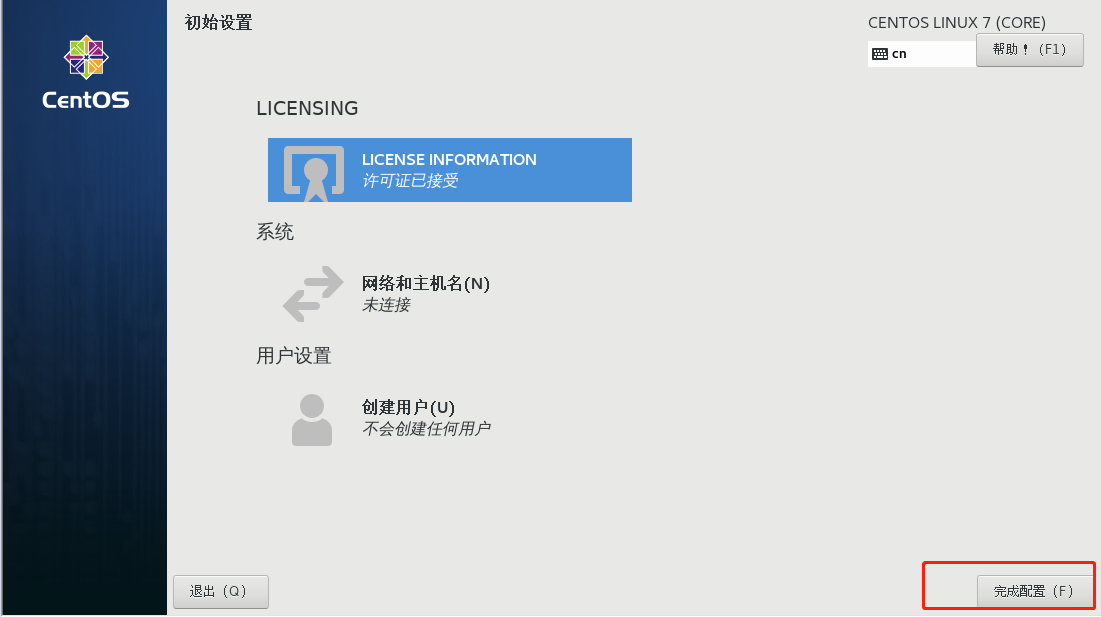 初始设置
CENTOS LINUX 7 (CORE)
cn
帮助！（F1）
CentOS
LICENSING
LICENSE INFORMATION
许可证已接受
系统
网络和主机名(N)
未连接
用户设置
创建用户(U)
不会创建任何用户
退出（Q）
完成配置（F）